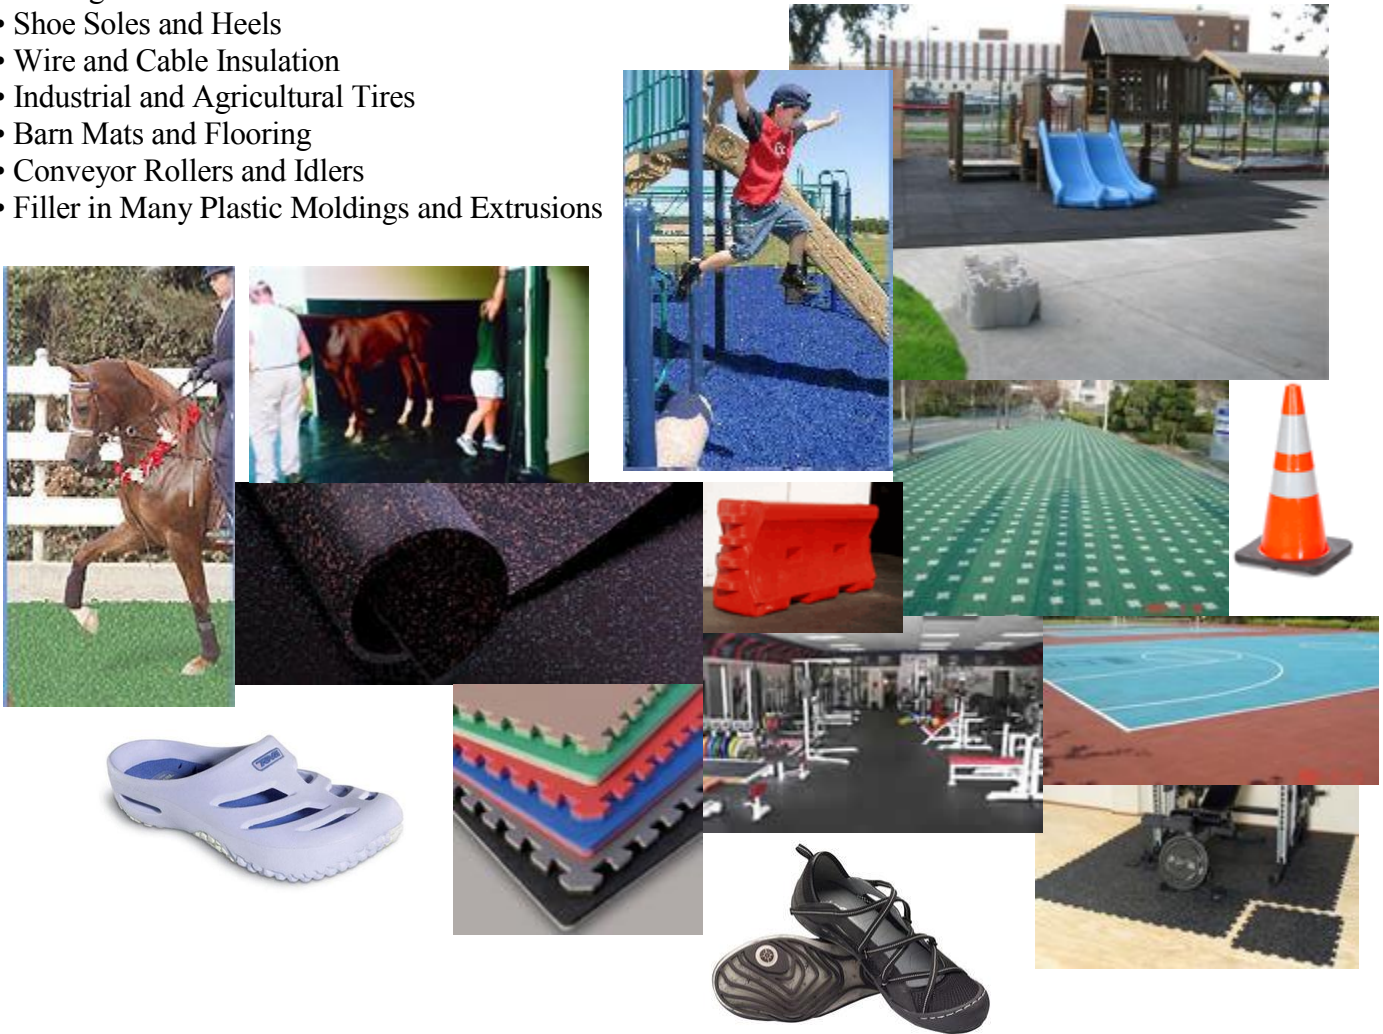 • Shoe Soles and Heels
• Wire and Cable Insulation
• Industrial and Agricultural Tires
• Barn Mats and Flooring
• Conveyor Rollers and Idlers
• Filler in Many Plastic Moldings and Extrusions